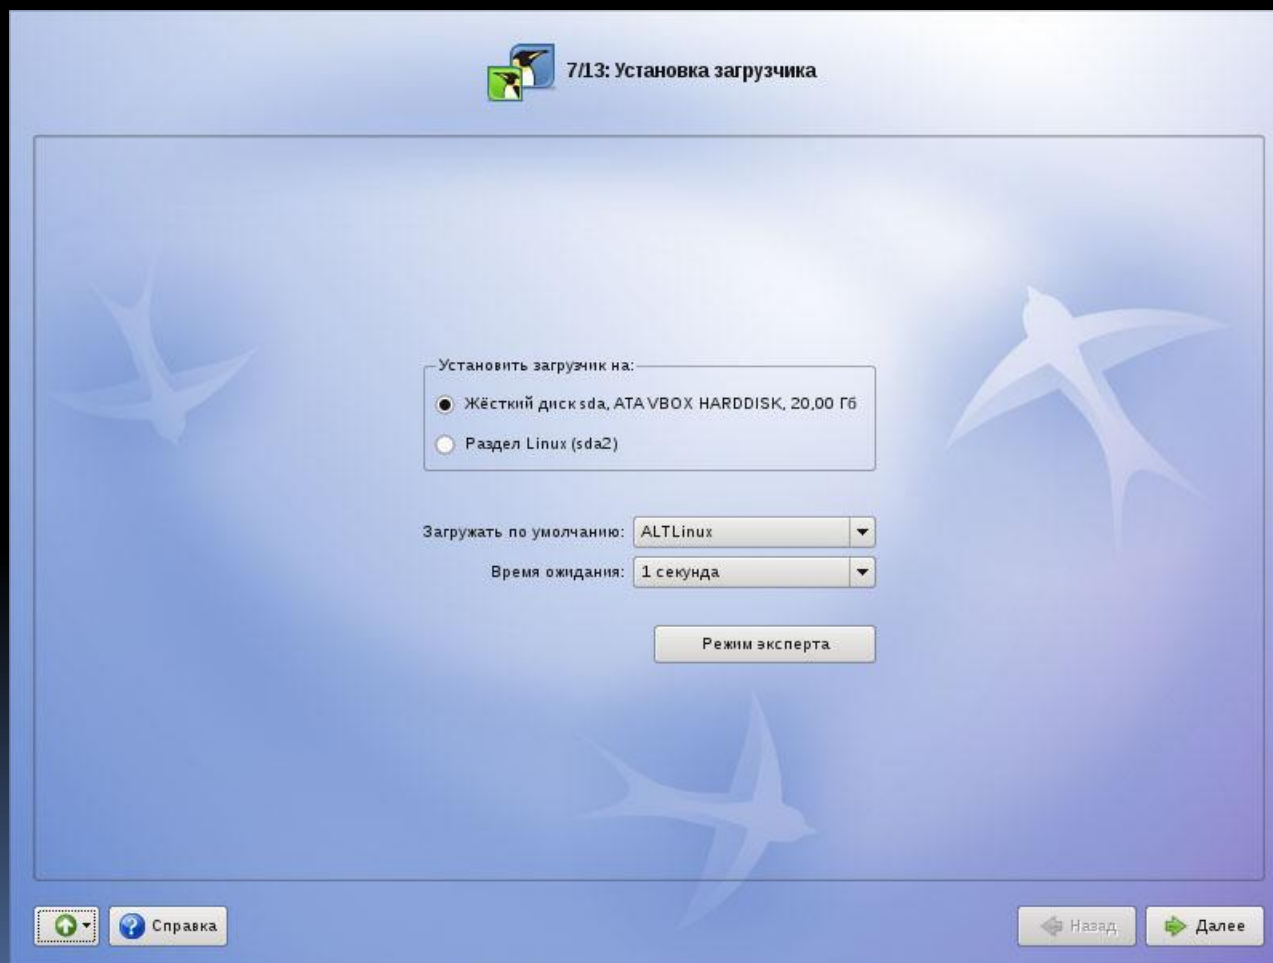 7/13: Установка загрузчика
Установить загрузчик на:
Жёсткий диск sda, ATA VBOX HARDDISK, 20,00 Гб
Раздел Linux (sda2)
Загружать по умолчанию: ALTLinux
Время ожидания: 1 секунда
Режим эксперта
Справка
Назад
Далее